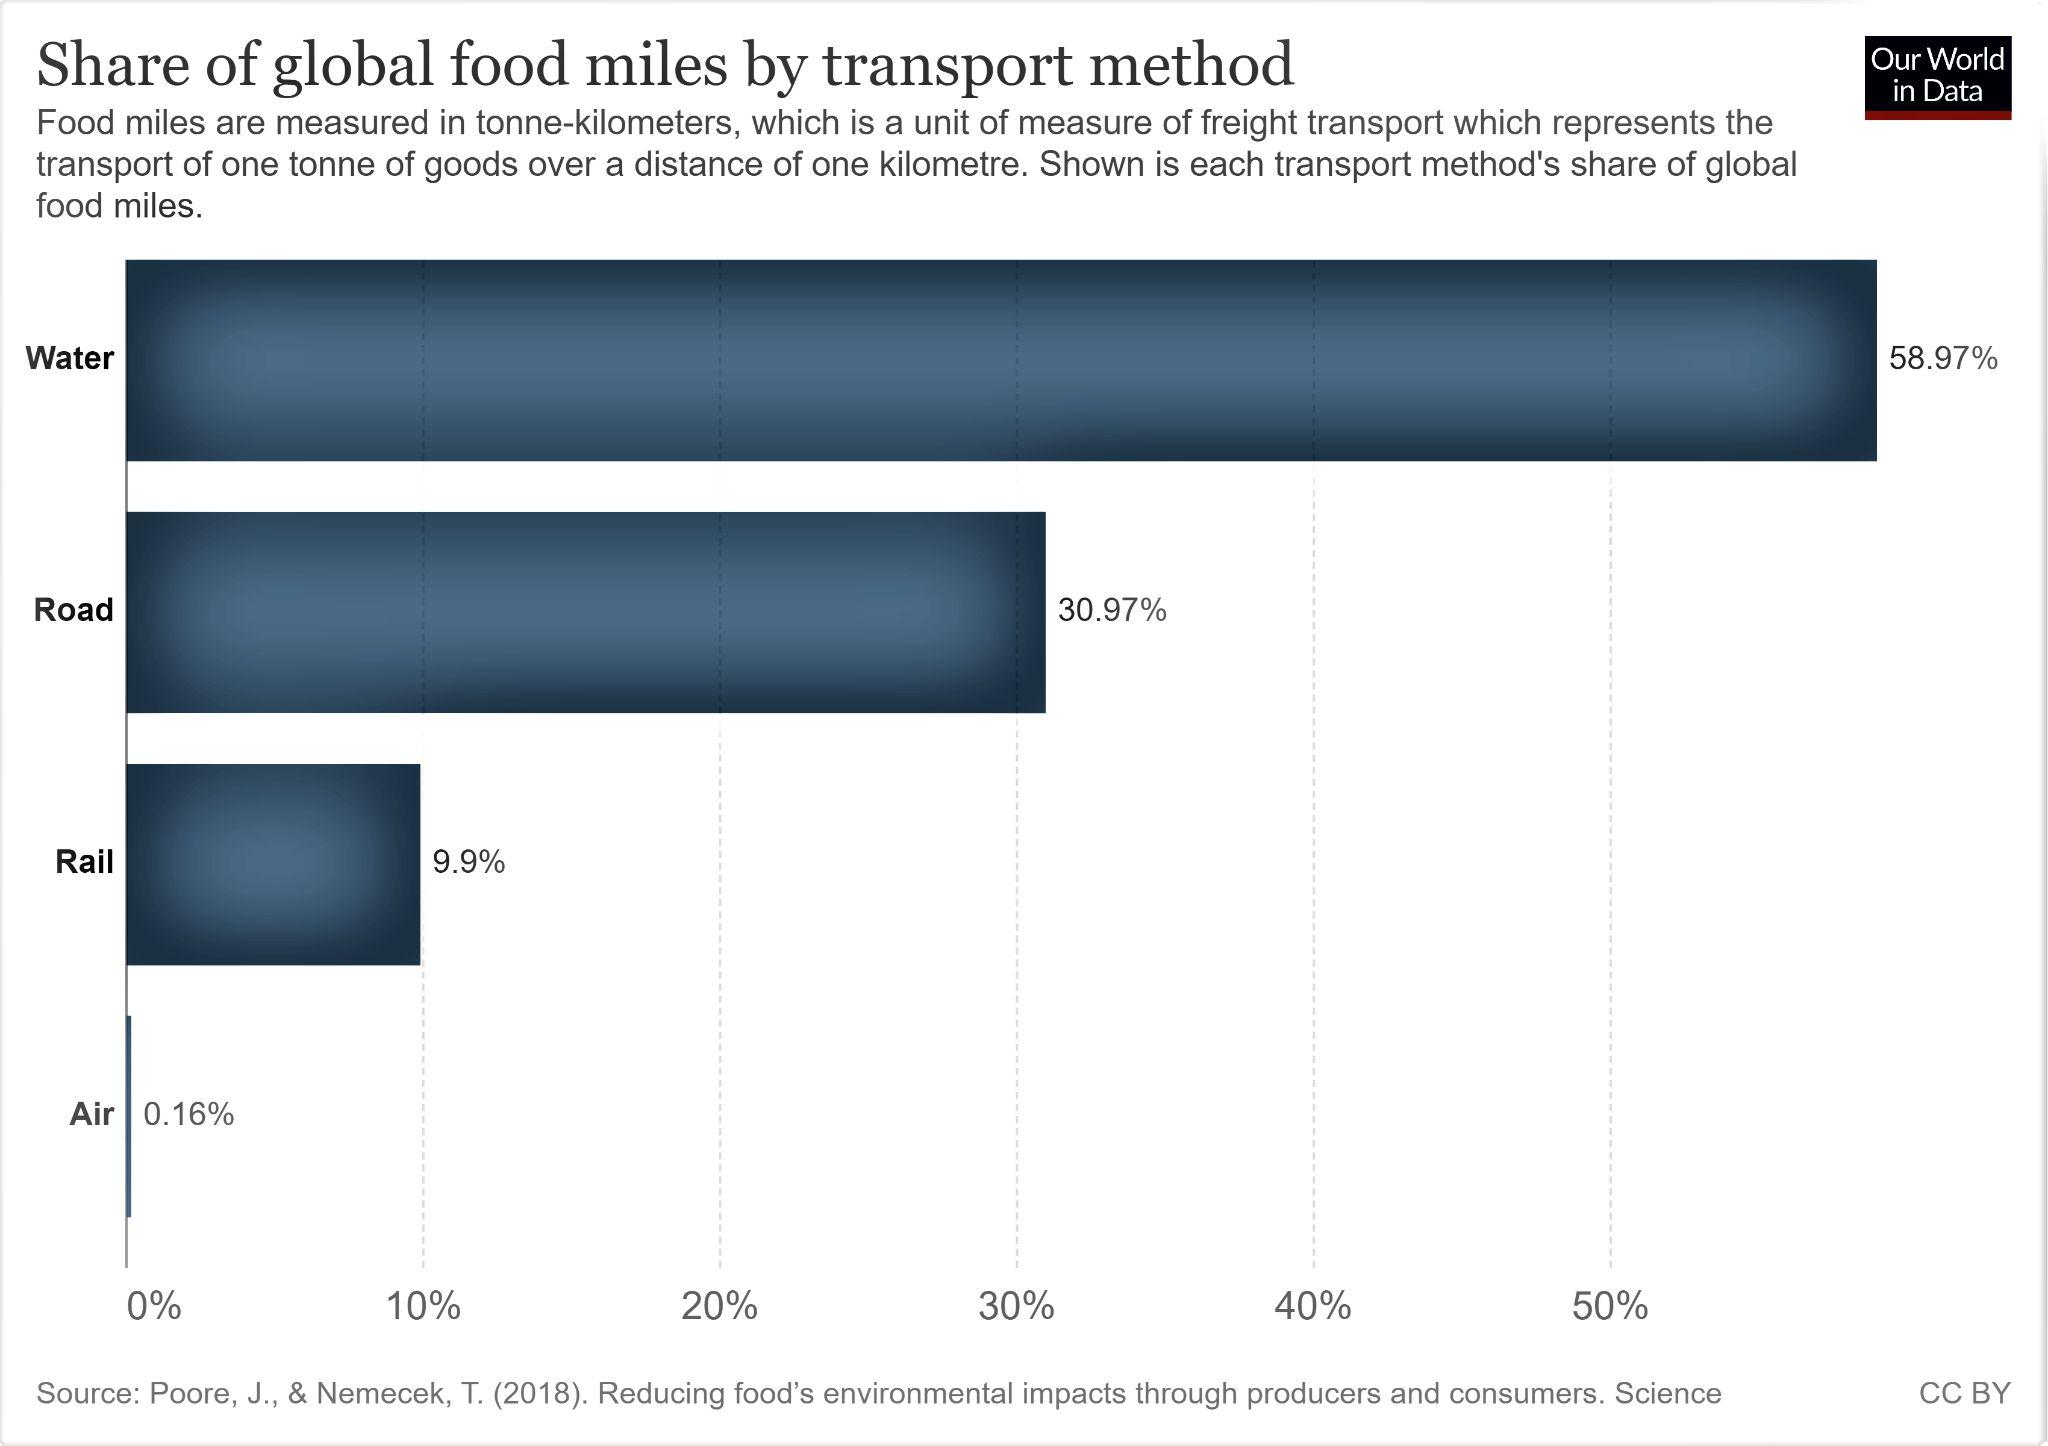 Share of global food miles by transport method
Our World
in Data
Food miles are measured in tonne-kilometers, which is a unit of measure of freight transport which represents the
transport of one tonne of goods over a distance of one kilometre. Shown is each transport method's share of global
food miles.
Water 58.97%
Road 30.97%
Rail 9.9%
Air 0.16%
0% 10% 20% 30% 40% 50%
Source: Poore, J., & Nemecek, T. (2018). Reducing food’s environmental impacts through producers and consumers. Science CC BY